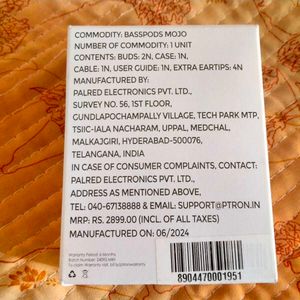 COMMODITY: BASSPODS MOJO
NUMBER OF COMMODITY: 1 UNIT
CONTENTS: BUDS: 2N, CASE: 1N,
CABLE: 1N, USER GUIDE: 1N, EXTRA EARTIPS: 4N
MANUFACTURED BY:
PALRED ELECTRONICS PVT. LTD.,
SURVEY NO. 56, 1ST FLOOR,
GUNDLAPOCHAMPALLY VILLAGE, TECH PARK MTP,
TSIIC-IALA NACHARAM, UPPAL, MEDCHAL,
MALKAJGIRI, HYDERABAD-500076,
TELANGANA, INDIA
IN CASE OF CONSUMER COMPLAINTS, CONTACT:
PALRED ELECTRONICS PVT. LTD.,
ADDRESS AS MENTIONED ABOVE,
TEL: 040-67138888 & EMAIL: SUPPORT@PTRON.IN
MRP: RS. 2899.00 (INCL. OF ALL TAXES)
MANUFACTURED ON: 06/2024
Warranty Period: 6 Months
8904470001951